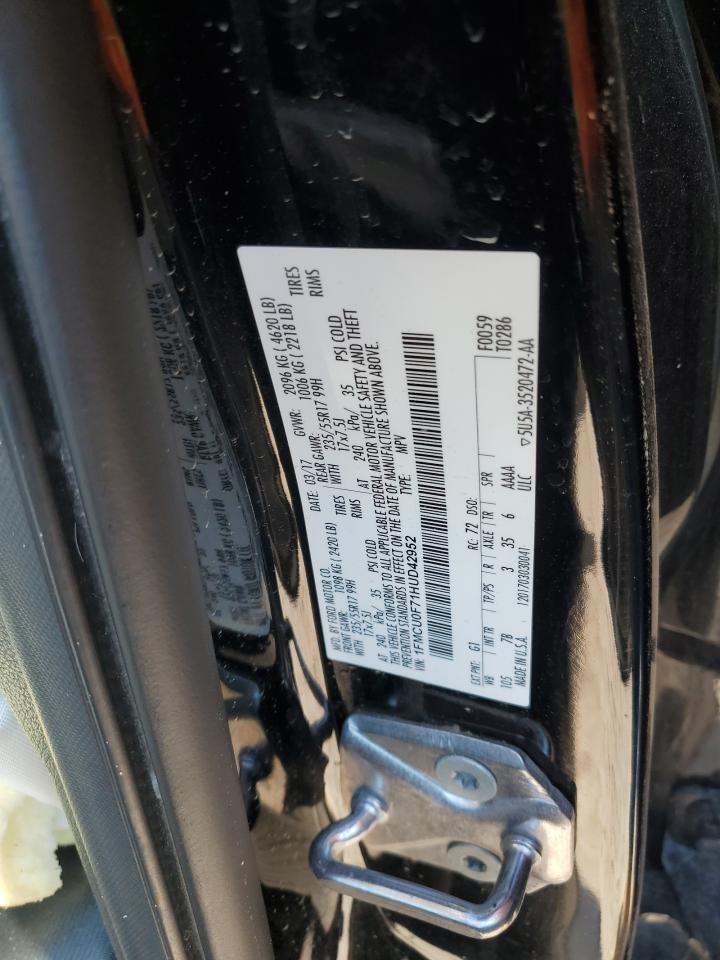 MFD. BY FORD MOTOR CO. DATE: 03/17 GVWR: 2096 KG ( 4620 LB)
FRONT GAWR: 1098 KG (2420 LB) REAR GAWR: 1006 KG ( 2218 LB)
WITH 235/55R17 99H TIRES WITH 235/55R17 99H TIRES
17x7.5J RIMS 17x7.5J RIMS
AT 240 kPa/ 35 PSI COLD AT 240 kPa/ 35 PSI COLD
THIS VEHICLE CONFORMS TO ALL APPLICABLE FEDERAL MOTOR VEHICLE SAFETY AND THEFT
PREVENTION STANDARDS IN EFFECT ON THE DATE OF MANUFACTURE SHOWN ABOVE.
VIN: 1FMCU0F71HUD42952 TYPE: MPV
EXT PNT: G1 RC: 72 DSO: F0059
T0286
WB INT TR TP/PS R AXLE TR SPR
105 7B 3 35 6 AAAA
ULC
MADE IN U.S.A. 1201703030041 ▽5U5A-3520472-AA